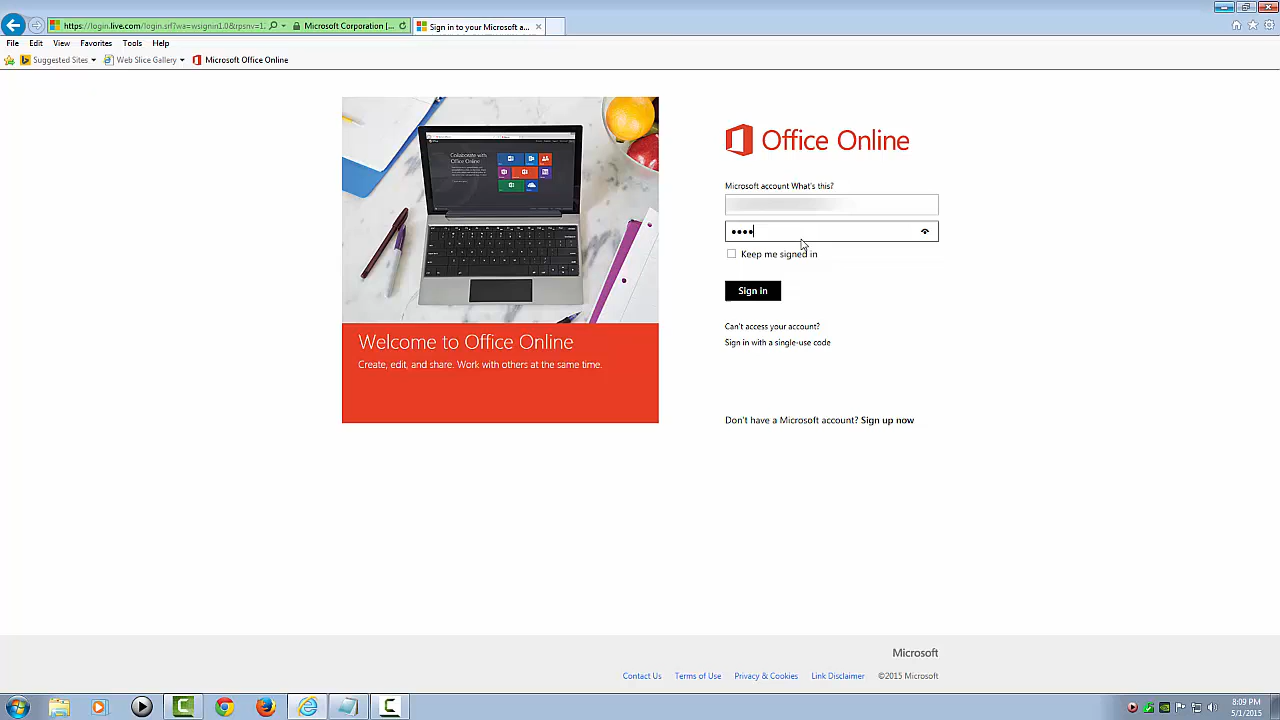 https://login.live.com/login.srf?wa=wsignin1.0&rpsnv=1
Microsoft Corporation [...
Sign in to your Microsoft a...
File Edit View Favorites Tools Help
Suggested Sites
Web Slice Gallery
Microsoft Office Online
Collaborate with
Office Online
Office Online
Microsoft account What's this?
Keep me signed in
Sign in
Can't access your account?
Sign in with a single-use code
Welcome to Office Online
Create, edit, and share. Work with others at the same time.
Don't have a Microsoft account? Sign up now
Microsoft
Contact Us Terms of Use Privacy & Cookies Link Disclaimer ©2015 Microsoft
8:09 PM
5/1/2015